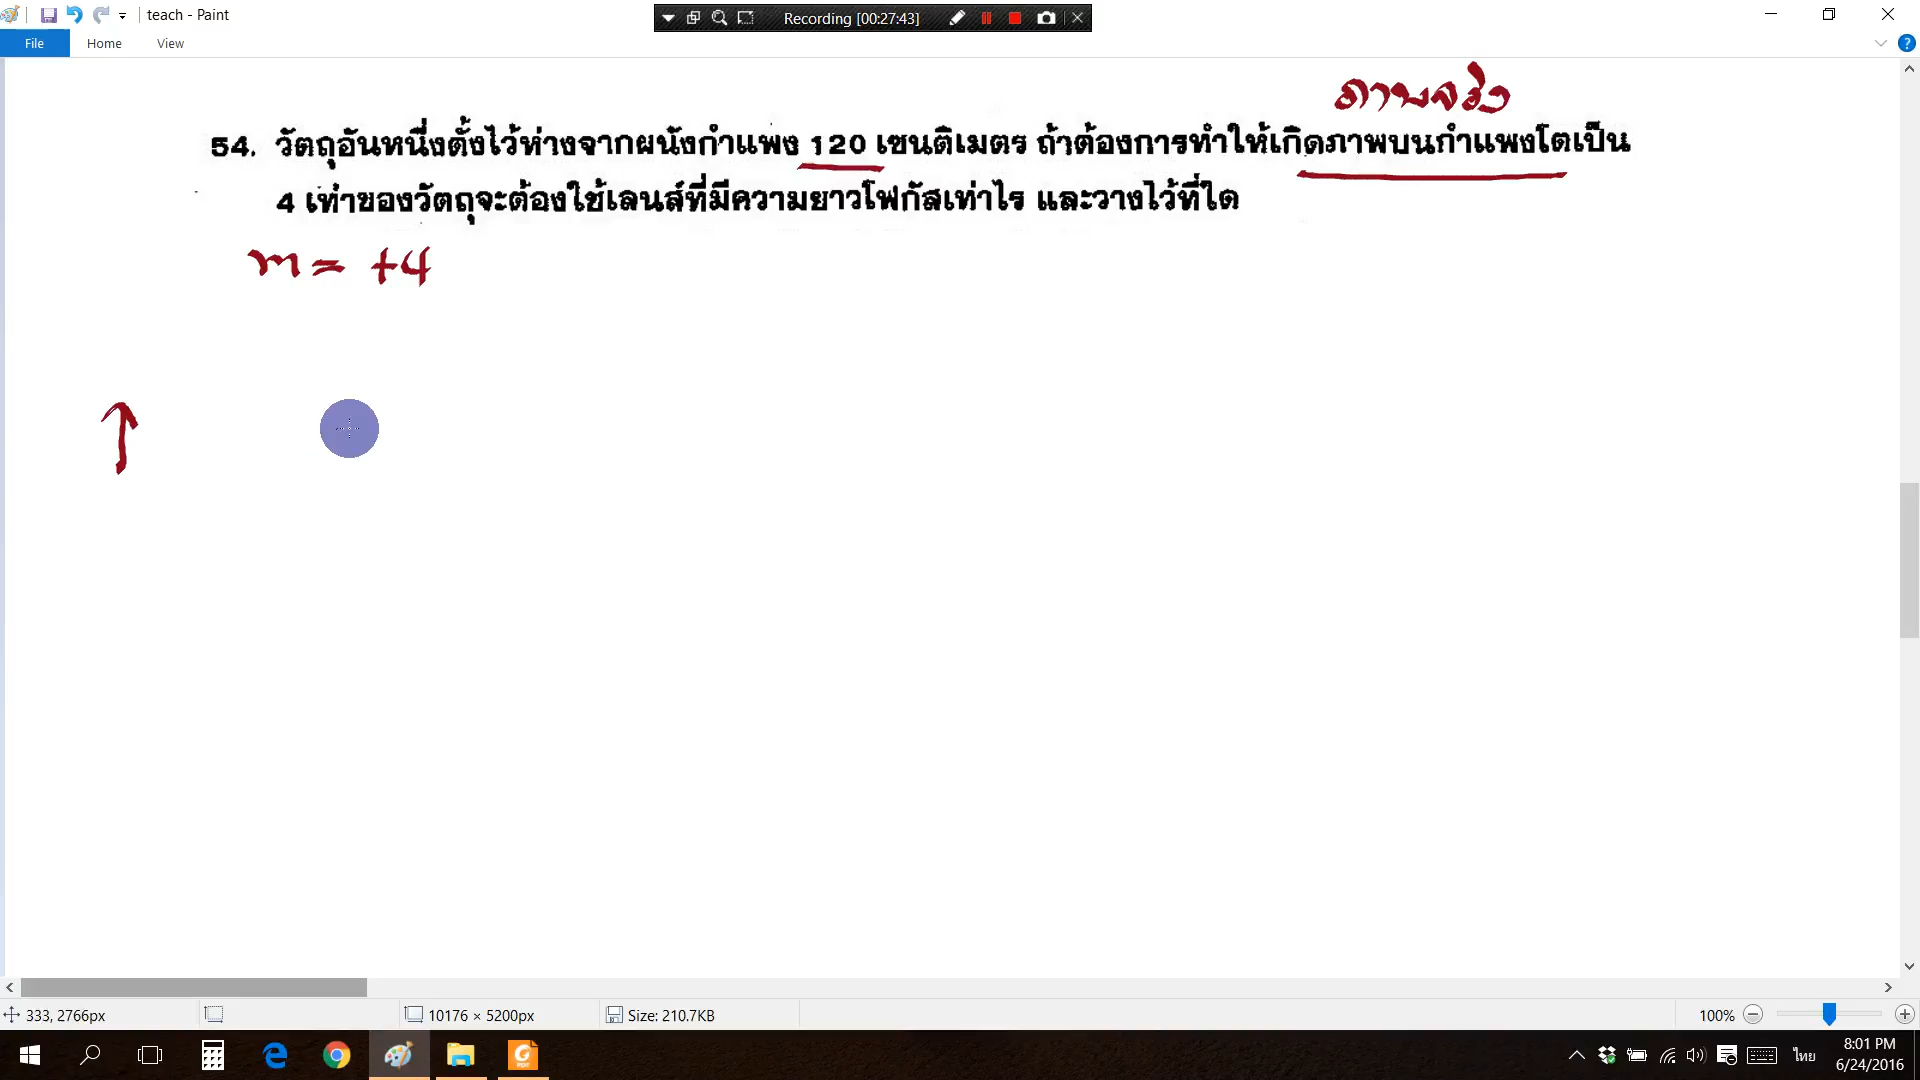 teach - Paint
Recording [00:27:43]
File Home View
ภาพจริง
54. วัตถุอันหนึ่งตั้งไว้ห่างจากผนังกำแพง 120 เซนติเมตร ถ้าต้องการทำให้เกิดภาพบนกำแพงโตเป็น
4 เท่าของวัตถุจะต้องใช้เลนส์ที่มีความยาวโฟกัสเท่าไร และวางไว้ที่ใด
m = +4
333, 2766px 10176 × 5200px Size: 210.7KB 100%
ไทย 8:01 PM
6/24/2016